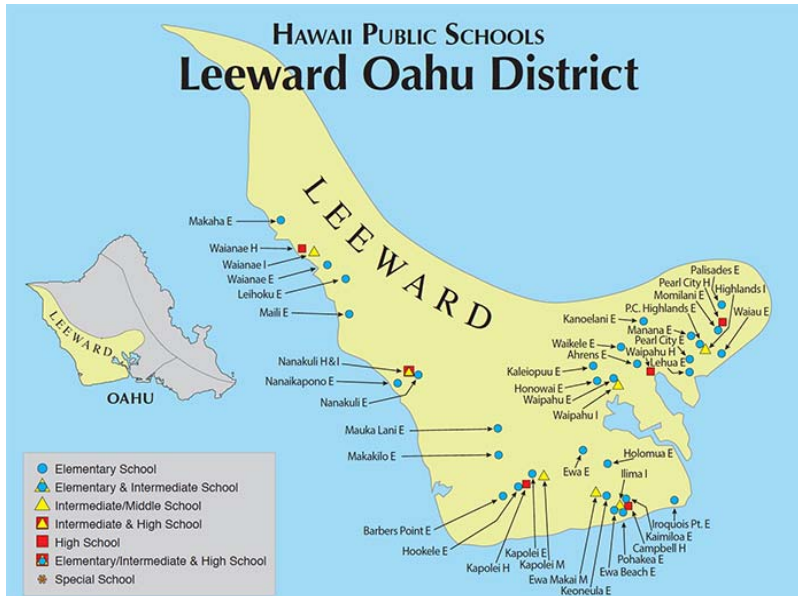 HAWAII PUBLIC SCHOOLS
Leeward Oahu District
LEEWARD
Makaha E
Waianae H
Waianae I
Waianae E
Leihoku E
Maili E
Nanakuli H&I
Nanaikapono E
Nanakuli E
Mauka Lani E
Makakilo E
Barbers Point E
Hookele E
Kapolei H
Kapolei E
Kapolei M
Ewa Makai M
Keoneula E
Ewa Beach E
Pohakea E
Campbell H
Kaimiloa E
Iroquois Pt. E
Ilima I
Holomua E
Ewa E
Palisades E
Pearl City H
Highlands I
Momilani E
P.C. Highlands E
Waiau E
Kanoelani E
Manana E
Pearl City E
Waikele E
Waipahu H
Ahrens E
Lehua E
Kaleiopuu E
Honowai E
Waipahu E
Waipahu I
LEEWARD
OAHU
Elementary School
Elementary & Intermediate School
Intermediate/Middle School
Intermediate & High School
High School
Elementary/Intermediate & High School
Special School